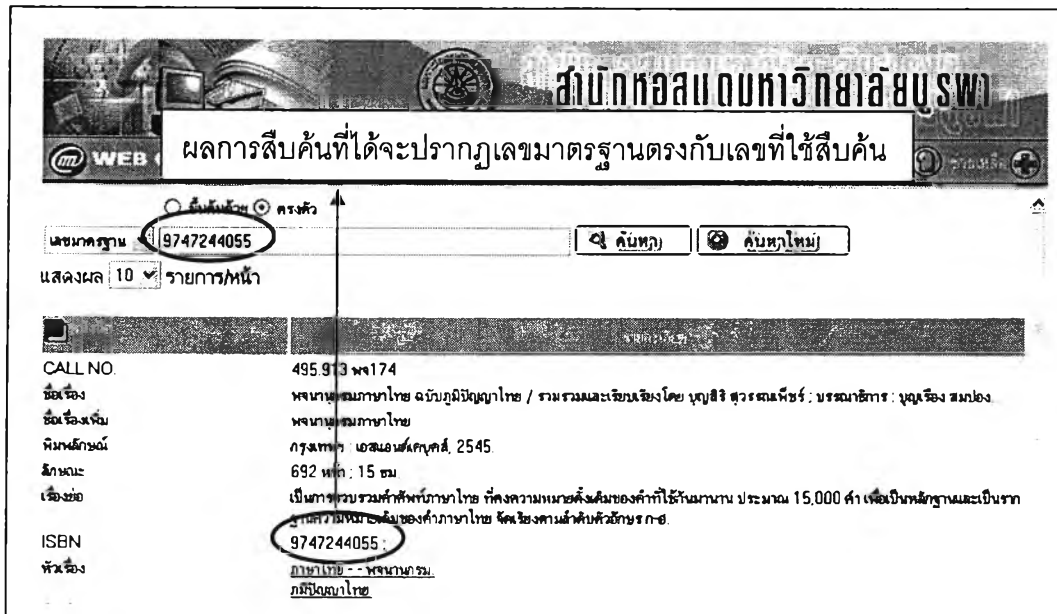 สำนักหอสมุดมหาวิทยาลัยบูรพา
WEB
ผลการสืบค้นที่ได้จะปรากฏเลขมาตรฐานตรงกับเลขที่ใช้สืบค้น
ขึ้นต้นด้วย ตรงตัว
เลขมาตรฐาน 9747244055 ค้นหา ค้นหาใหม่
แสดงผล 10 รายการ/หน้า
CALL NO. 495.913 พจ174
ชื่อเรื่อง พจนานุกรมภาษาไทย ฉบับภูมิปัญญาไทย / รวมรวมและเรียบเรียงโดย บุญสิริ สุวรรณเพ็ชร์ ; บรรณาธิการ : บุญเรือง สมปอง.
ชื่อเรื่องเพิ่ม พจนานุกรมภาษาไทย
พิมพลักษณ์ กรุงเทพฯ : เอสแอนด์เคบุคส์, 2545.
ลักษณะ 692 หน้า ; 15 ซม
เรื่องย่อ เป็นการรวบรวมคำศัพท์ภาษาไทย ที่คงความหมายดั้งเดิมของคำที่ใช้กันมานาน ประมาณ 15,000 คำ เพื่อเป็นหลักฐานและเป็นราก
ฐานความหมายเดิมของคำภาษาไทย จัดเรียงตามลำดับตัวอักษร ก-ฮ.
ISBN 9747244055 ;
หัวเรื่อง ภาษาไทย - - พจนานุกรม.
ภูมิปัญญาไทย